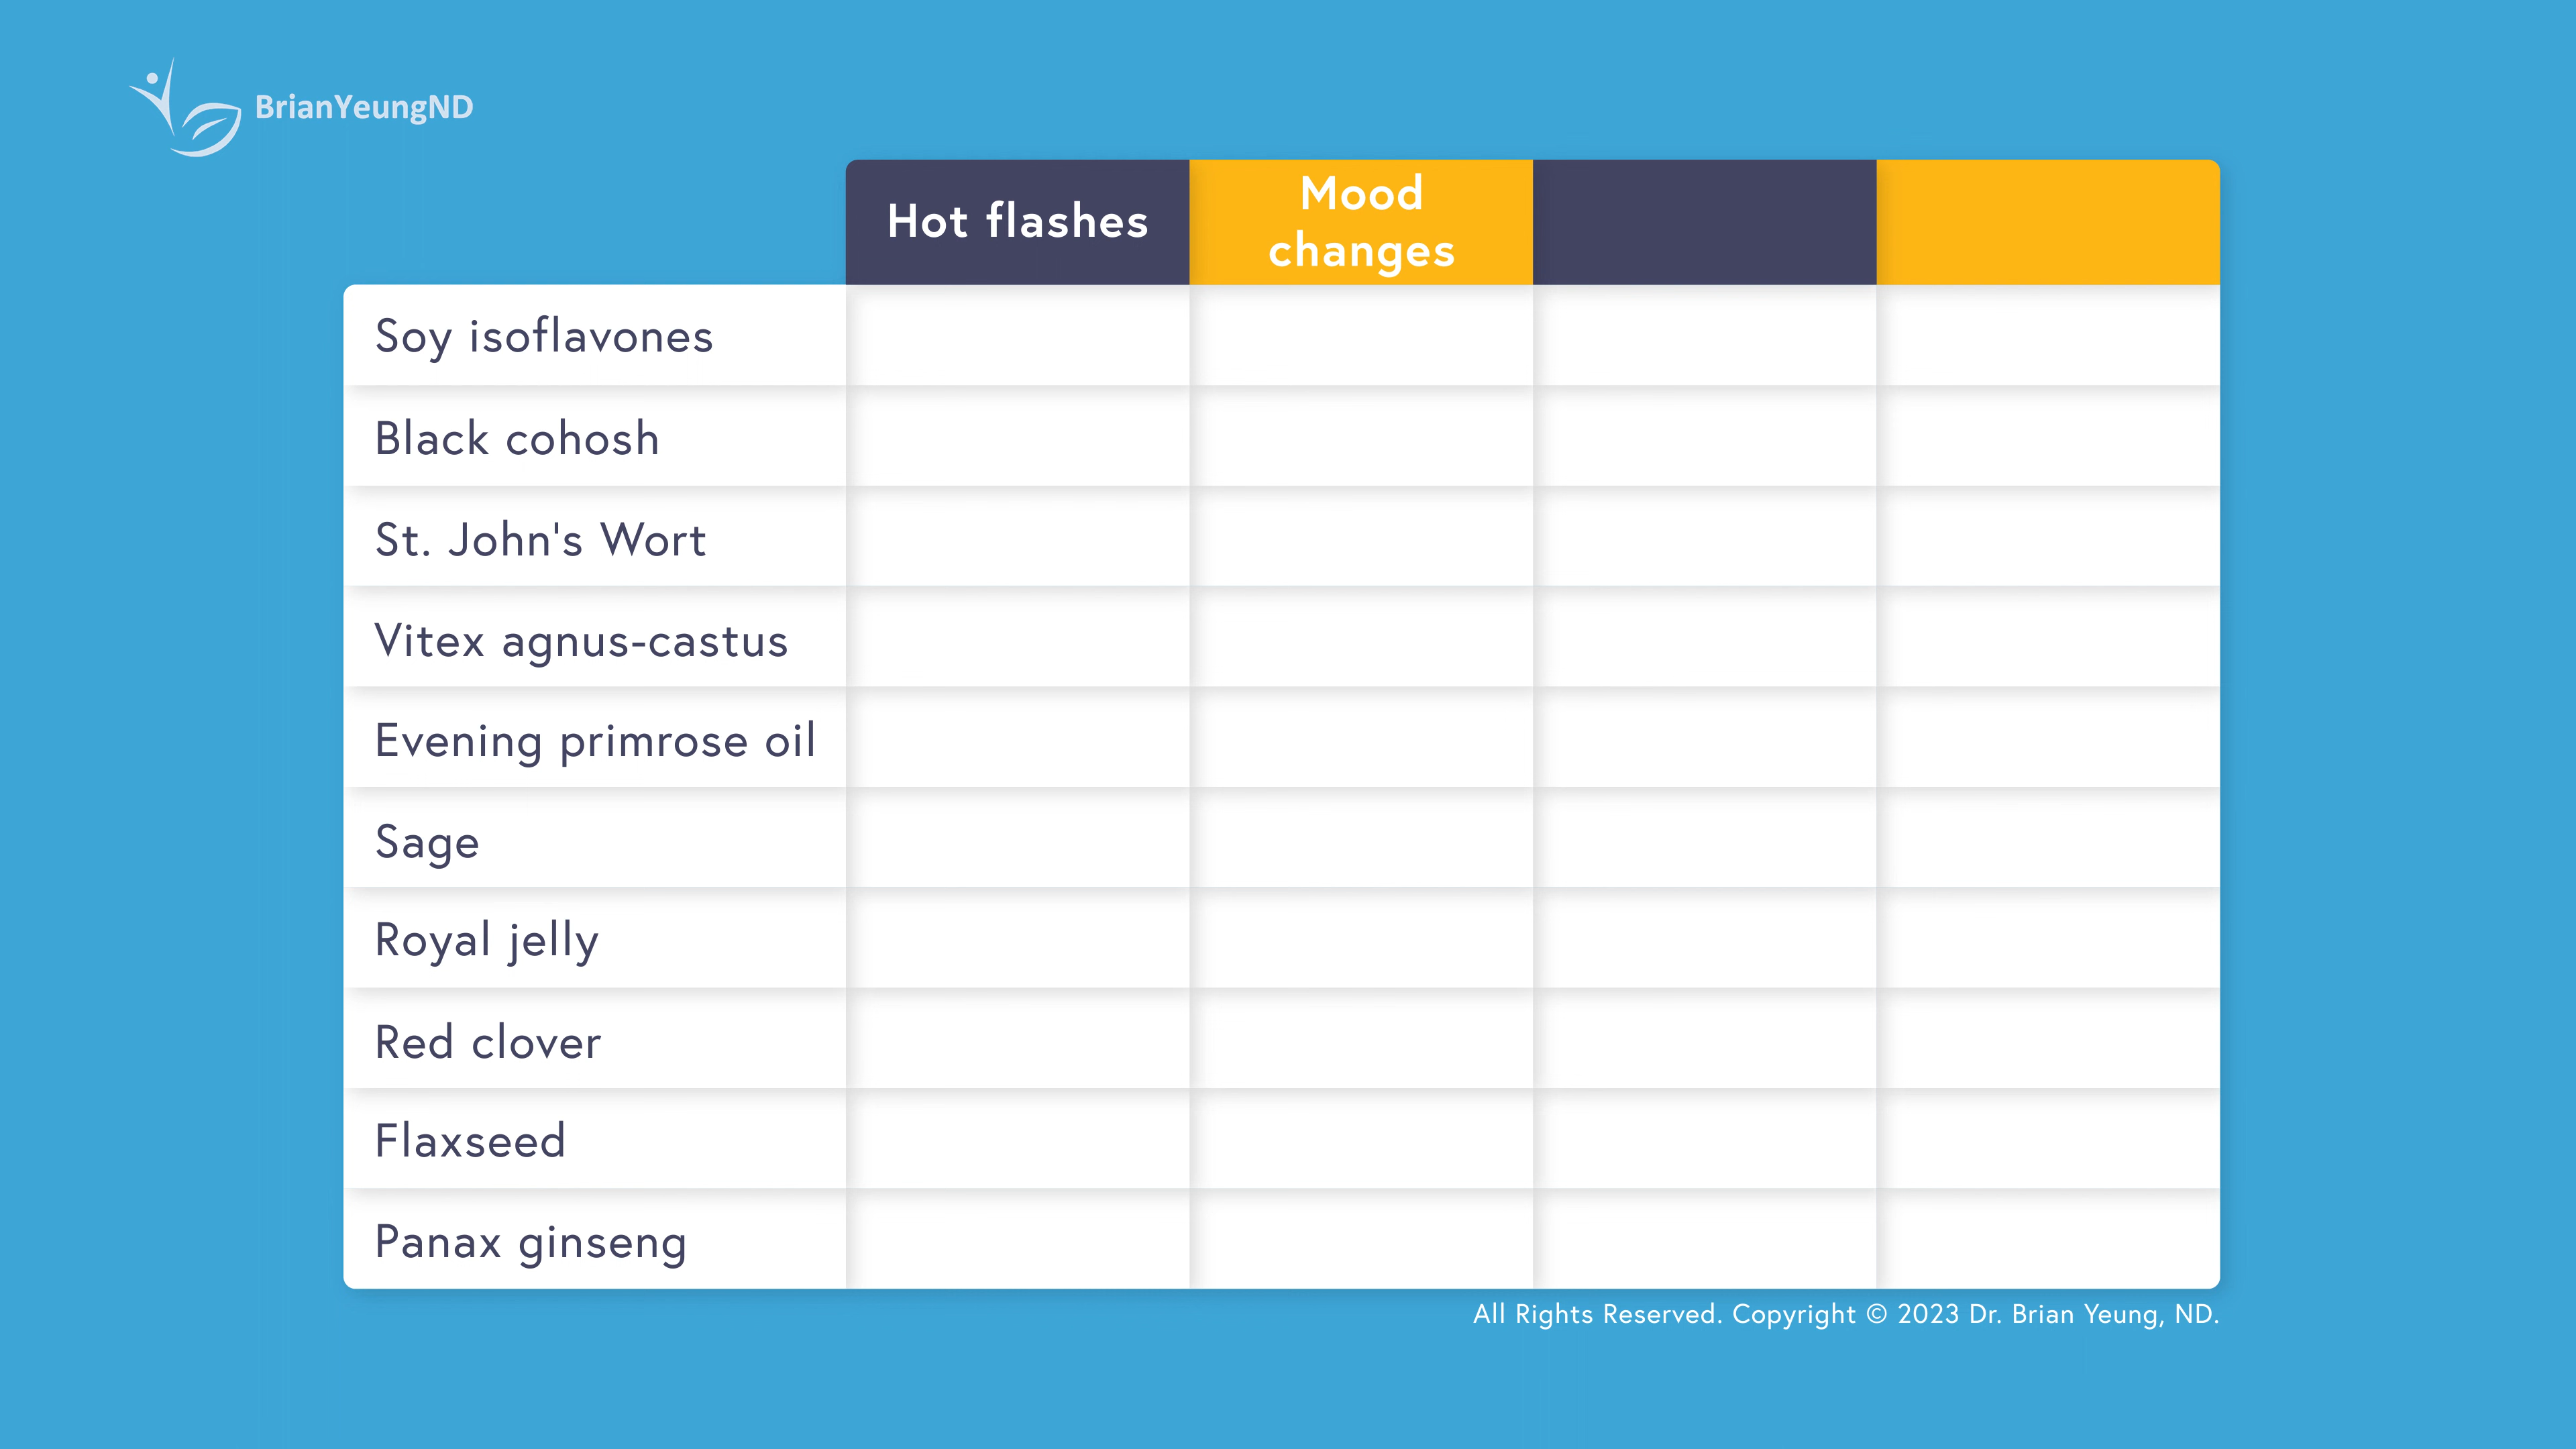 BrianYeungND
Hot flashes
Mood
changes
Soy isoflavones
Black cohosh
St. John's Wort
Vitex agnus-castus
Evening primrose oil
Sage
Royal jelly
Red clover
Flaxseed
Panax ginseng
All Rights Reserved. Copyright © 2023 Dr. Brian Yeung, ND.